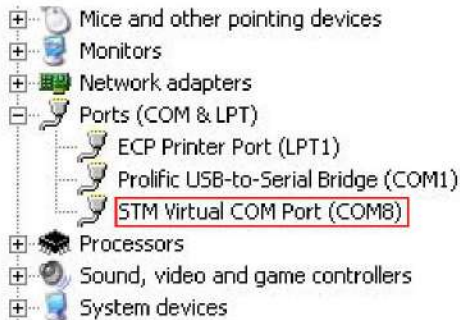 Mice and other pointing devices
Monitors
Network adapters
Ports (COM & LPT)
ECP Printer Port (LPT1)
Prolific USB-to-Serial Bridge (COM1)
STM Virtual COM Port (COM8)
Processors
Sound, video and game controllers
System devices